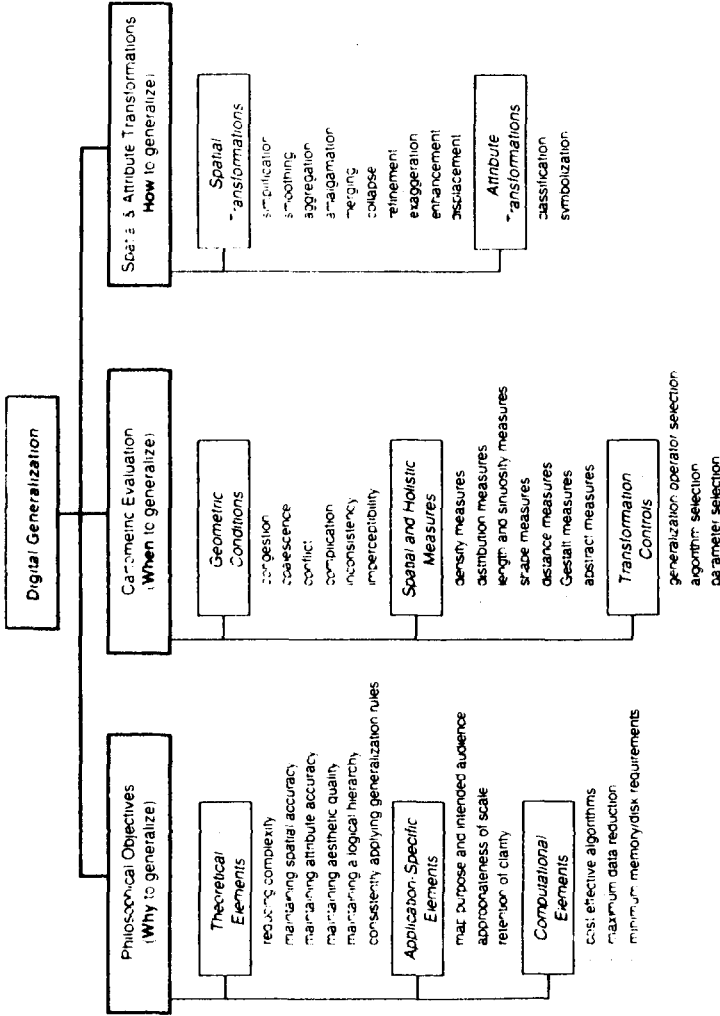 Digital Generalization
Philosophical Objectives
(Why to generalize)
Theoretical
Elements
reducing complexity
maintaining spatial accuracy
maintaining attribute accuracy
maintaining aesthetic quality
maintaining a logical hierarchy
consistently applying generalization rules
Application-Specific
Elements
map purpose and intended audience
appropriateness of scale
retention of clarity
Computational
Elements
cost effective algorithms
maximum data reduction
minimum memory/disk requirements
Cartometric Evaluation
(When to generalize)
Geometric
Conditions
congestion
coalescence
conflict
complication
inconsistency
imperceptibility
Spatial and Holistic
Measures
density measures
distribution measures
length and sinuosity measures
shape measures
distance measures
Gestalt measures
abstract measures
Transformation
Controls
generalization operator selection
algorithm selection
parameter selection
Spatial & Attribute Transformations
(How to generalize)
Spatial
Transformations
simplification
smoothing
aggregation
amalgamation
merging
collapse
refinement
exaggeration
enhancement
displacement
Attribute
Transformations
classification
symbolization